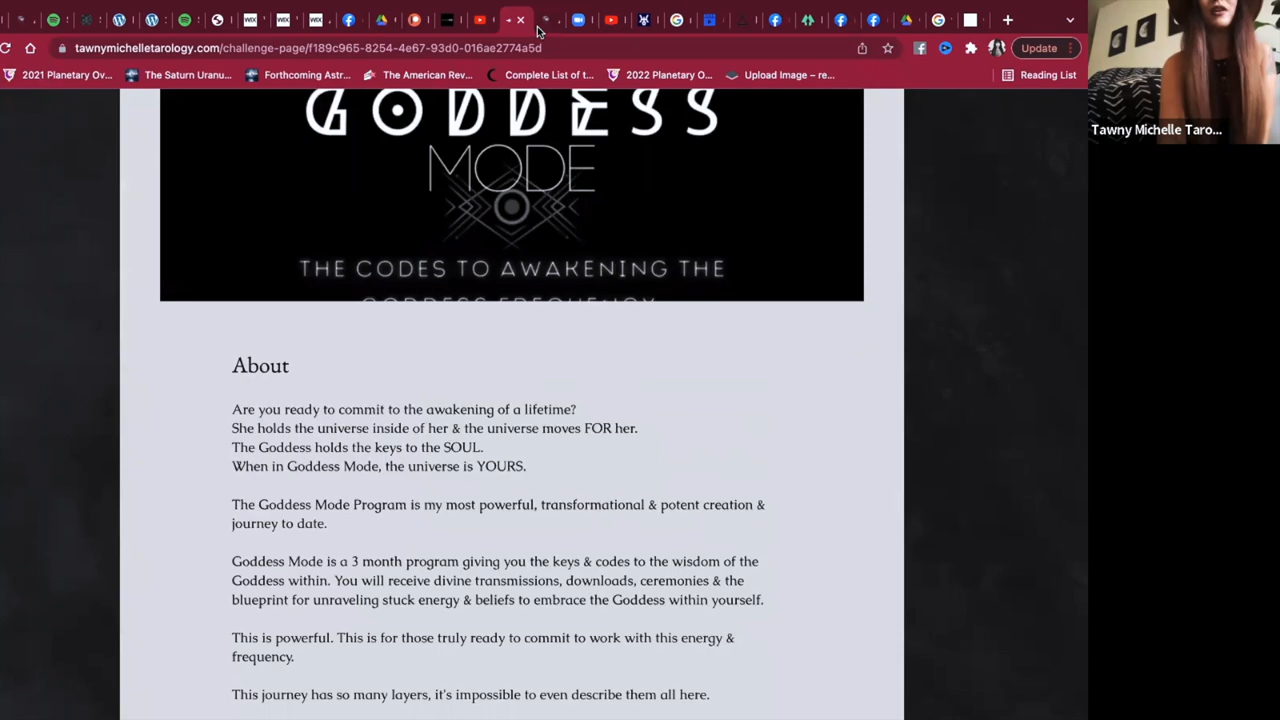 tawnymichelletarology.com/challenge-page/f189c965-8254-4e67-93d0-016ae2774a5d
Update
2021 Planetary Ov...
The Saturn Uranu...
Forthcoming Astr...
The American Rev...
Complete List of t...
2022 Planetary O...
Upload Image – re...
Reading List
Tawny Michelle Taro...
GODDESS
MODE
THE CODES TO AWAKENING THE
GODDESS FREQUENCY
About
Are you ready to commit to the awakening of a lifetime?
She holds the universe inside of her & the universe moves FOR her.
The Goddess holds the keys to the SOUL.
When in Goddess Mode, the universe is YOURS.
The Goddess Mode Program is my most powerful, transformational & potent creation &
journey to date.
Goddess Mode is a 3 month program giving you the keys & codes to the wisdom of the
Goddess within. You will receive divine transmissions, downloads, ceremonies & the
blueprint for unraveling stuck energy & beliefs to embrace the Goddess within yourself.
This is powerful. This is for those truly ready to commit to work with this energy &
frequency.
This journey has so many layers, it's impossible to even describe them all here.